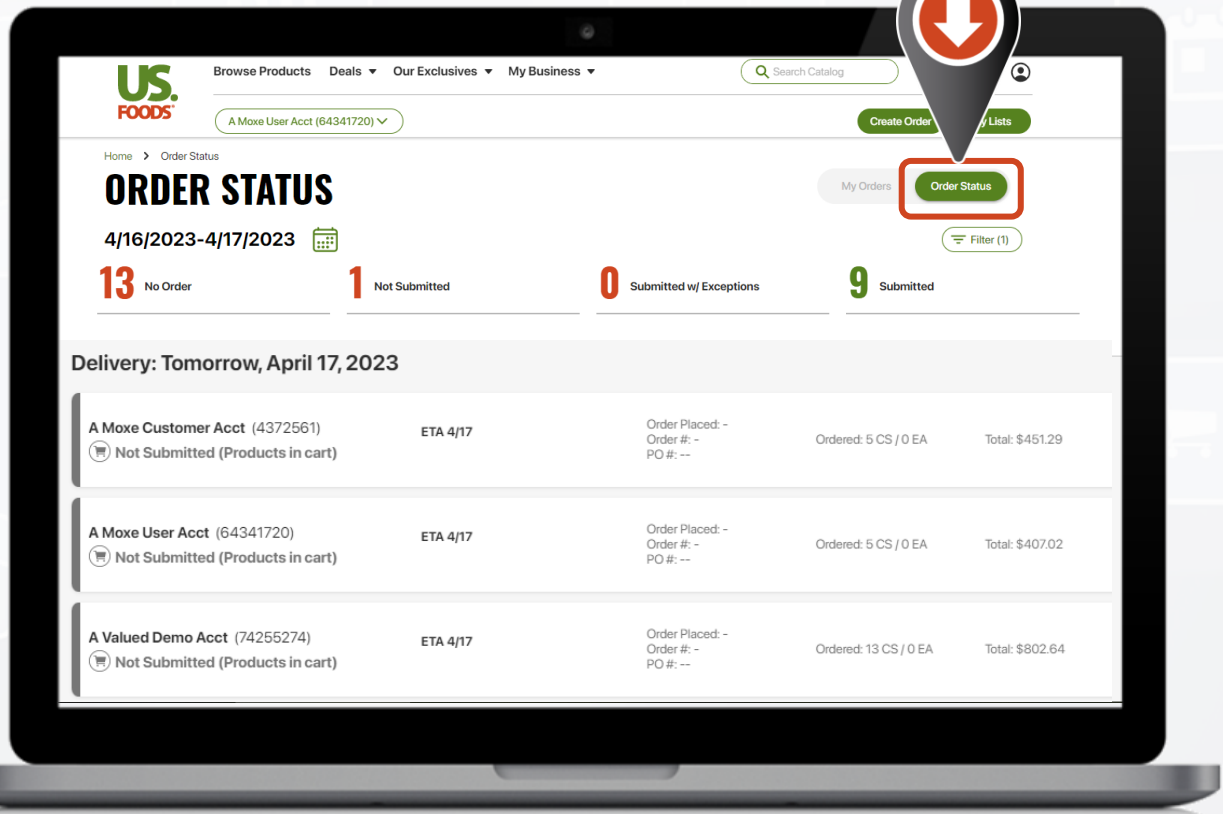 US.
FOODS
Browse Products Deals Our Exclusives My Business Search Catalog
A Moxe User Acct (64341720) Create Order Lists
Home > Order Status
ORDER STATUS
My Orders Order Status
4/16/2023-4/17/2023
Filter (1)
13 No Order 1 Not Submitted 0 Submitted w/ Exceptions 9 Submitted
Delivery: Tomorrow, April 17, 2023
A Moxe Customer Acct (4372561)
Not Submitted (Products in cart)
ETA 4/17
Order Placed: -
Order #: -
PO #: --
Ordered: 5 CS / 0 EA
Total: $451.29
A Moxe User Acct (64341720)
Not Submitted (Products in cart)
ETA 4/17
Order Placed: -
Order #: -
PO #: --
Ordered: 5 CS / 0 EA
Total: $407.02
A Valued Demo Acct (74255274)
Not Submitted (Products in cart)
ETA 4/17
Order Placed: -
Order #: -
PO #: --
Ordered: 13 CS / 0 EA
Total: $802.64